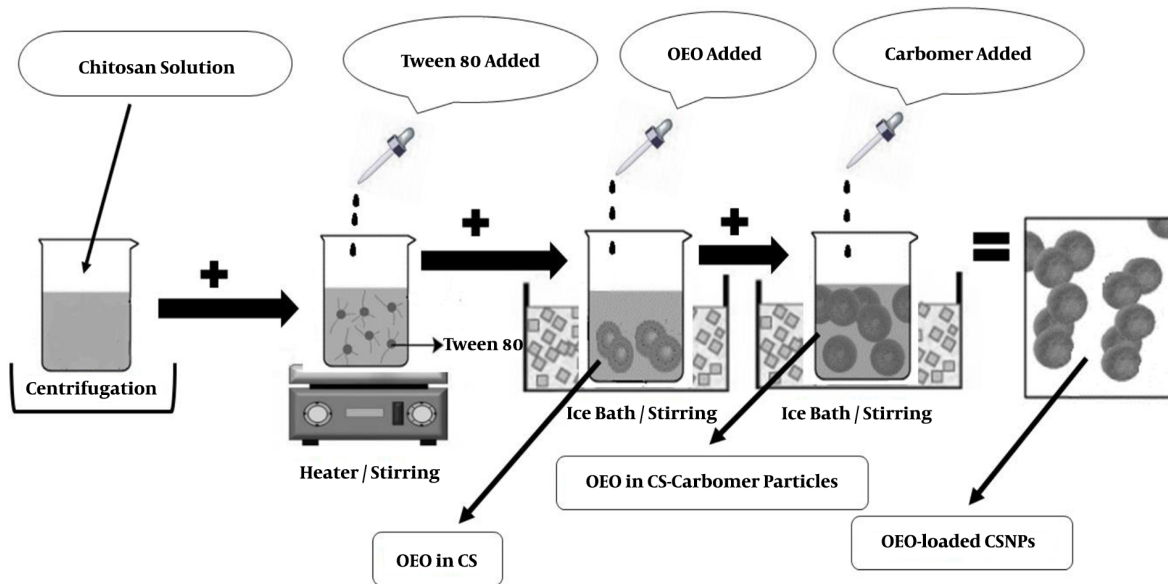 Chitosan Solution
Tween 80 Added
OEO Added
Carbomer Added
Centrifugation
Tween 80
Heater / Stirring
Ice Bath / Stirring
Ice Bath / Stirring
OEO in CS
OEO in CS-Carbomer Particles
OEO-loaded CSNPs